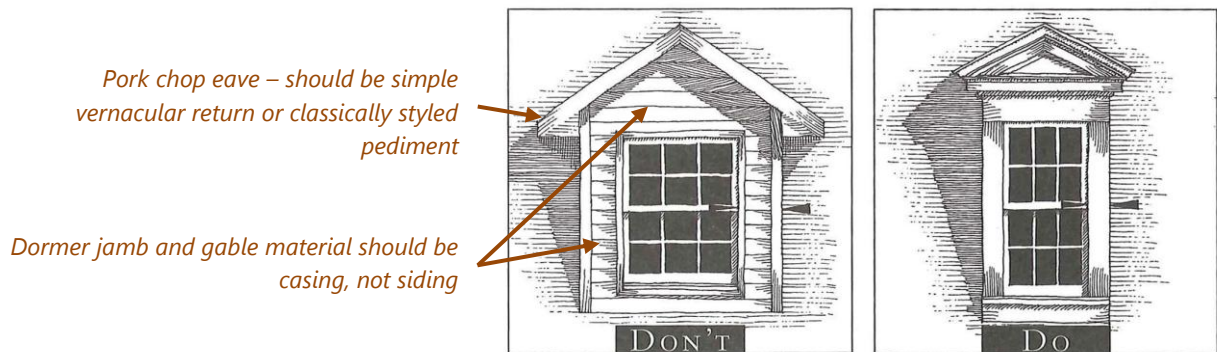 Pork chop eave – should be simple
vernacular return or classically styled
pediment
Dormer jamb and gable material should be
casing, not siding
DON'T
DO